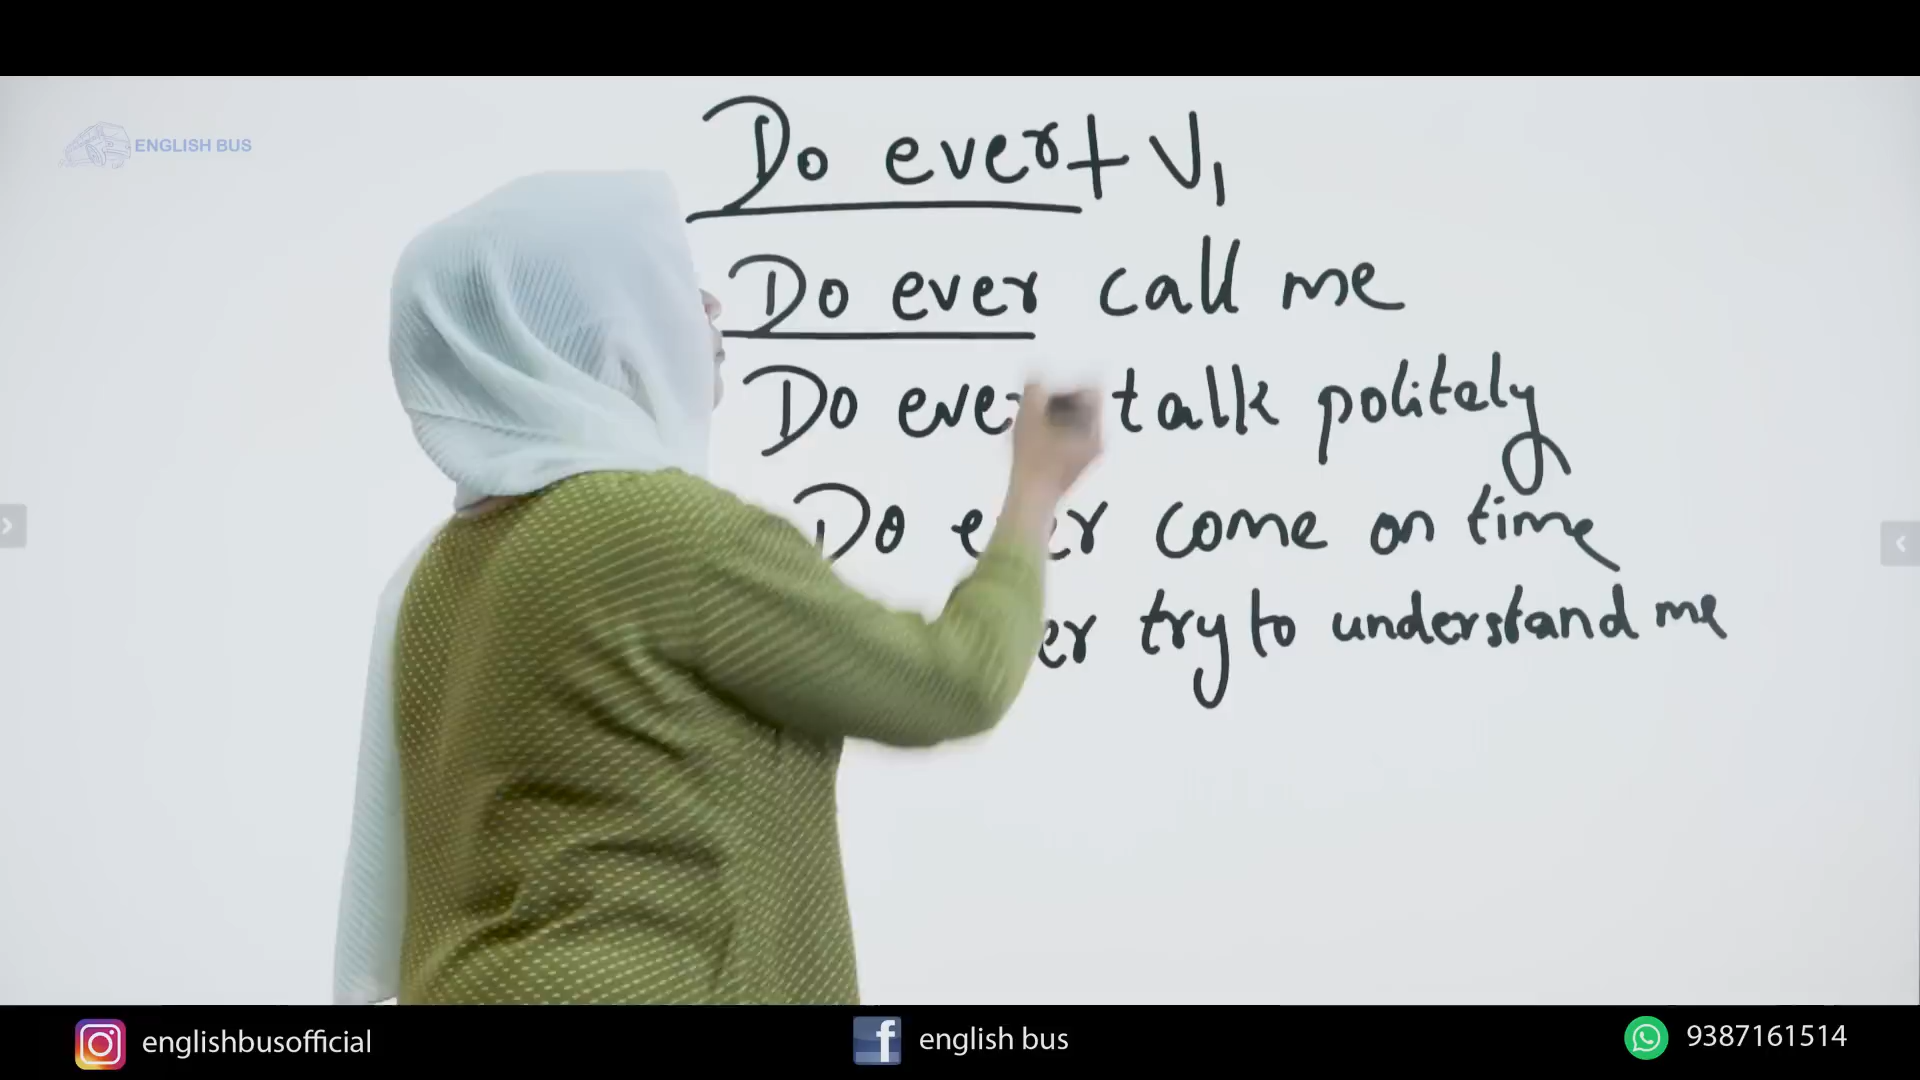 ENGLISH BUS
Do ever + V1
Do ever call me
Do ever talk politely
Do ever come on time
try to understand me
englishbusofficial
english bus
9387161514